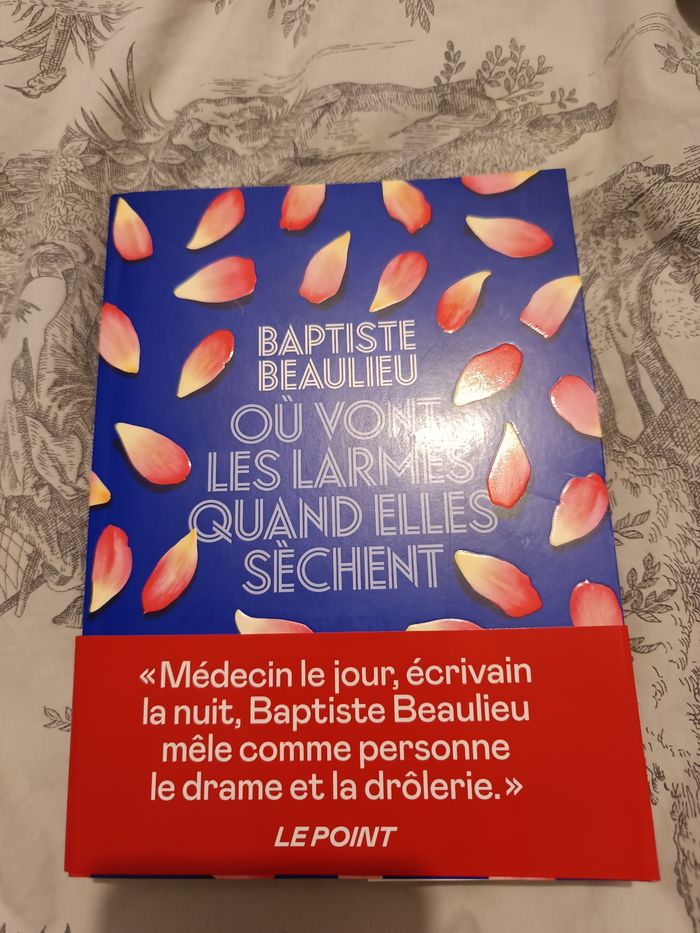 BAPTISTE
BEAULIEU
OÙ VONT
LES LARMES
QUAND ELLES
SÈCHENT
« Médecin le jour, écrivain
la nuit, Baptiste Beaulieu
mêle comme personne
le drame et la drôlerie. »
LE POINT